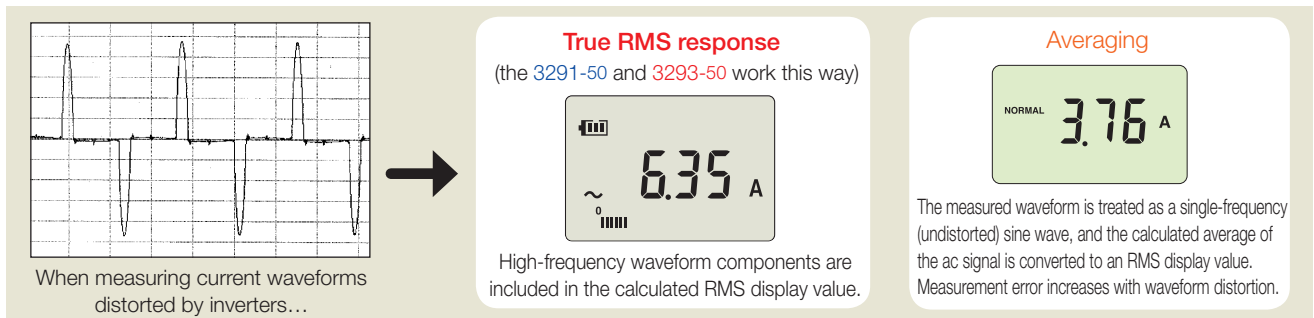 When measuring current waveforms
distorted by inverters…
True RMS response
(the 3291-50 and 3293-50 work this way)
6.35 A
0
High-frequency waveform components are
included in the calculated RMS display value.
Averaging
NORMAL 3.76 A
The measured waveform is treated as a single-frequency
(undistorted) sine wave, and the calculated average of
the ac signal is converted to an RMS display value.
Measurement error increases with waveform distortion.